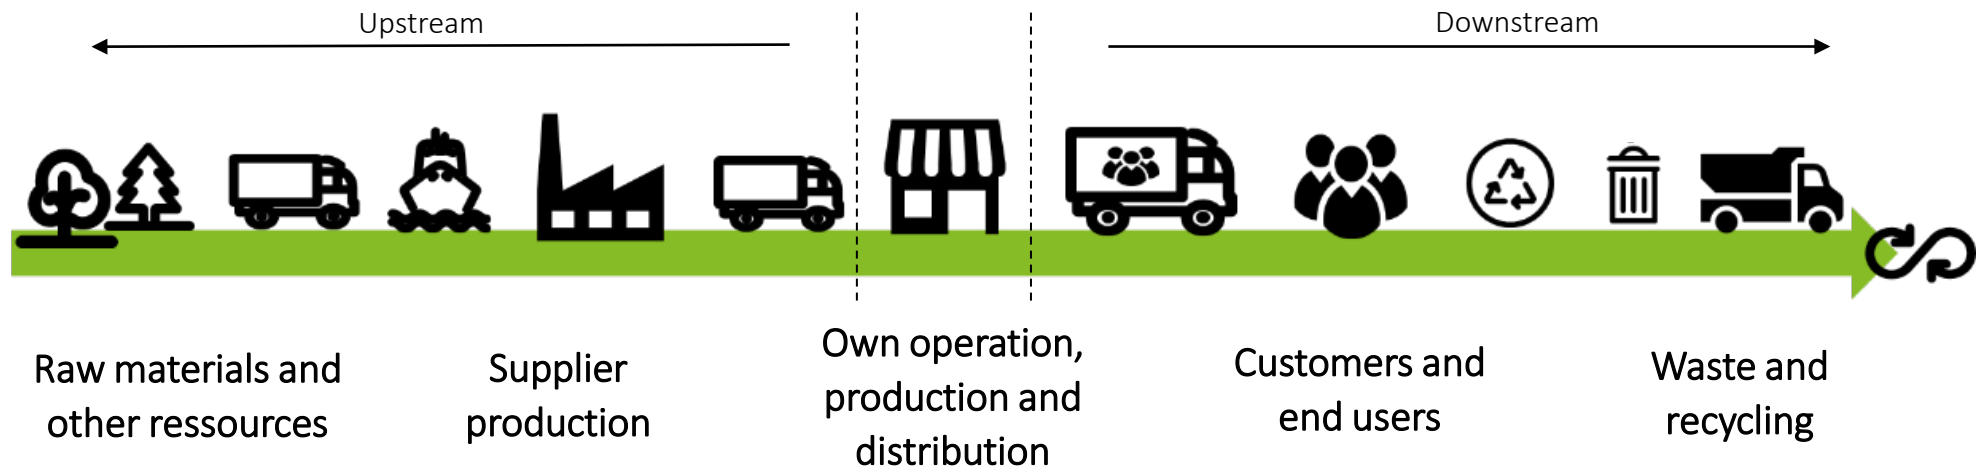 Upstream
Downstream
Raw materials and
other ressources
Supplier
production
Own operation,
production and
distribution
Customers and
end users
Waste and
recycling